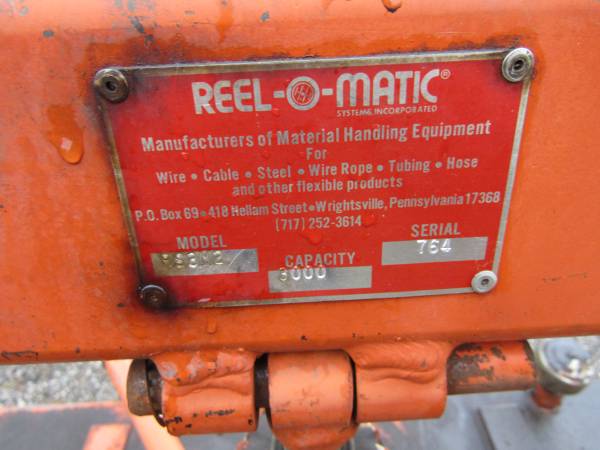 REEL-O-MATIC®
SYSTEMS, INCORPORATED
Manufacturers of Material Handling Equipment
For
Wire • Cable • Steel • Wire Rope • Tubing • Hose
and other flexible products
P.O. Box 69 • 418 Hellam Street • Wrightsville, Pennsylvania 17368
(717) 252-3614
MODEL
CAPACITY
3000
SERIAL
764